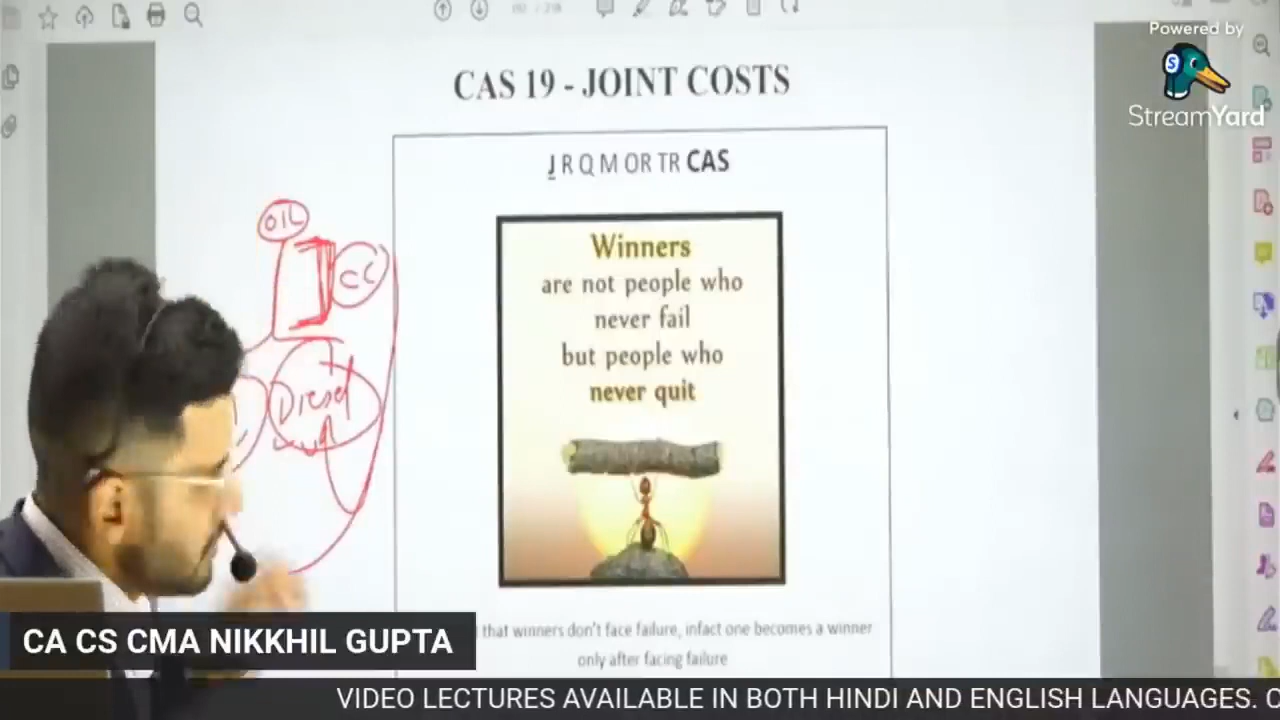 Powered by
StreamYard
CAS 19 - JOINT COSTS
J R Q M OR TR CAS
OIL
CC
Diesel
Winners
are not people who
never fail
but people who
never quit
that winners don't face failure, infact one becomes a winner
only after facing failure
CA CS CMA NIKKHIL GUPTA
VIDEO LECTURES AVAILABLE IN BOTH HINDI AND ENGLISH LANGUAGES. C